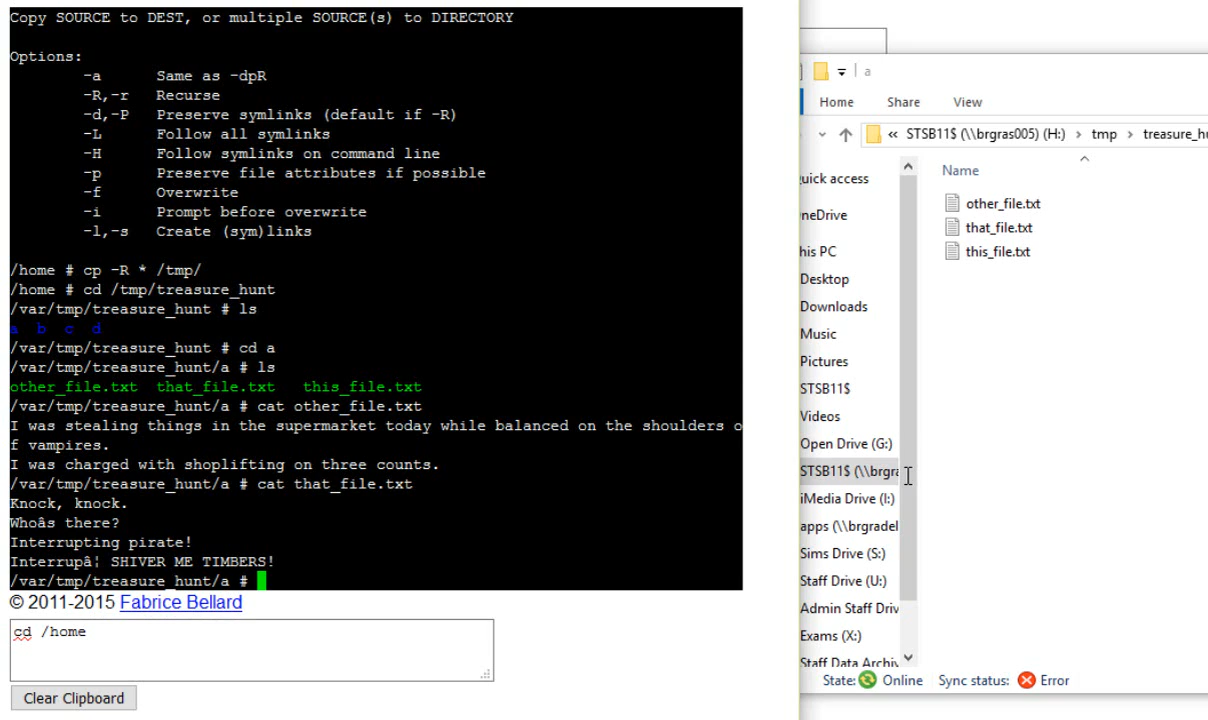 Copy SOURCE to DEST, or multiple SOURCE(s) to DIRECTORY
Options:
-a Same as -dpR
-R,-r Recurse
-d,-P Preserve symlinks (default if -R)
-L Follow all symlinks
-H Follow symlinks on command line
-p Preserve file attributes if possible
-f Overwrite
-i Prompt before overwrite
-l,-s Create (sym)links
/home # cp -R * /tmp/
/home # cd /tmp/treasure_hunt
/var/tmp/treasure_hunt # ls
a b c d
/var/tmp/treasure_hunt # cd a
/var/tmp/treasure_hunt/a # ls
other_file.txt that_file.txt this_file.txt
/var/tmp/treasure_hunt/a # cat other_file.txt
I was stealing things in the supermarket today while balanced on the shoulders o
f vampires.
I was charged with shoplifting on three counts.
/var/tmp/treasure_hunt/a # cat that_file.txt
Knock, knock.
Whoâs there?
Interrupting pirate!
Interrupâ¦ SHIVER ME TIMBERS!
/var/tmp/treasure_hunt/a #
© 2011-2015 Fabrice Bellard
cd /home
Clear Clipboard
a
Home Share View
« STSB11$ (\\brgras005) (H:) › tmp › treasure_hu
Name
other_file.txt
that_file.txt
this_file.txt
uick access
neDrive
his PC
Desktop
Downloads
Music
Pictures
STSB11$
Videos
Open Drive (G:)
STSB11$ (\\brgra
iMedia Drive (I:)
apps (\\brgradel
Sims Drive (S:)
Staff Drive (U:)
Admin Staff Driv
Exams (X:)
Staff Data Archiv
State: Online Sync status: Error